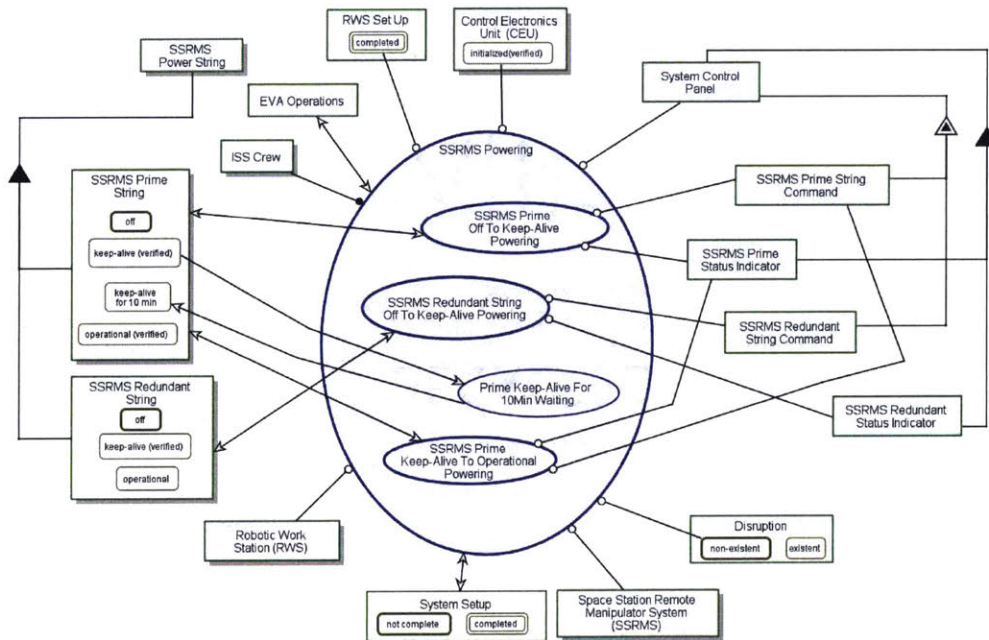 RWS Set Up
completed
Control Electronics
Unit (CEU)
initialized(verified)
SSRMS
Power String
System Control
Panel
EVA Operations
SSRMS Powering
ISS Crew
SSRMS Prime
String
off
keep-alive (verified)
keep-alive
for 10 min
operational (verified)
SSRMS Prime
Off To Keep-Alive
Powering
SSRMS Prime String
Command
SSRMS Prime
Status Indicator
SSRMS Redundant String
Off To Keep-Alive Powering
SSRMS Redundant
String Command
SSRMS Redundant
String
off
keep-alive (verified)
operational
Prime Keep-Alive For
10Min Waiting
SSRMS Redundant
Status Indicator
SSRMS Prime
Keep-Alive To Operational
Powering
Robotic Work
Station (RWS)
Disruption
non-existent
existent
System Setup
not complete
completed
Space Station Remote
Manipulator System
(SSRMS)